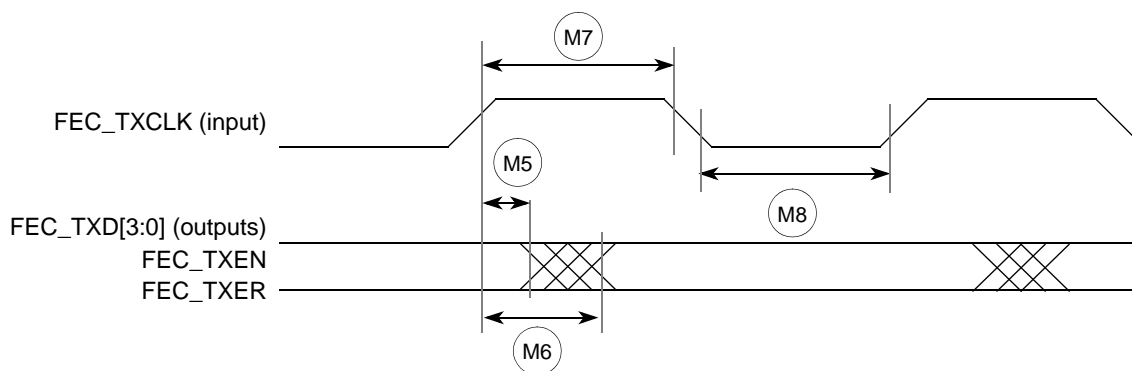 M7
FEC_TXCLK (input)
M5
M8
FEC_TXD[3:0] (outputs)
FEC_TXEN
FEC_TXER
M6